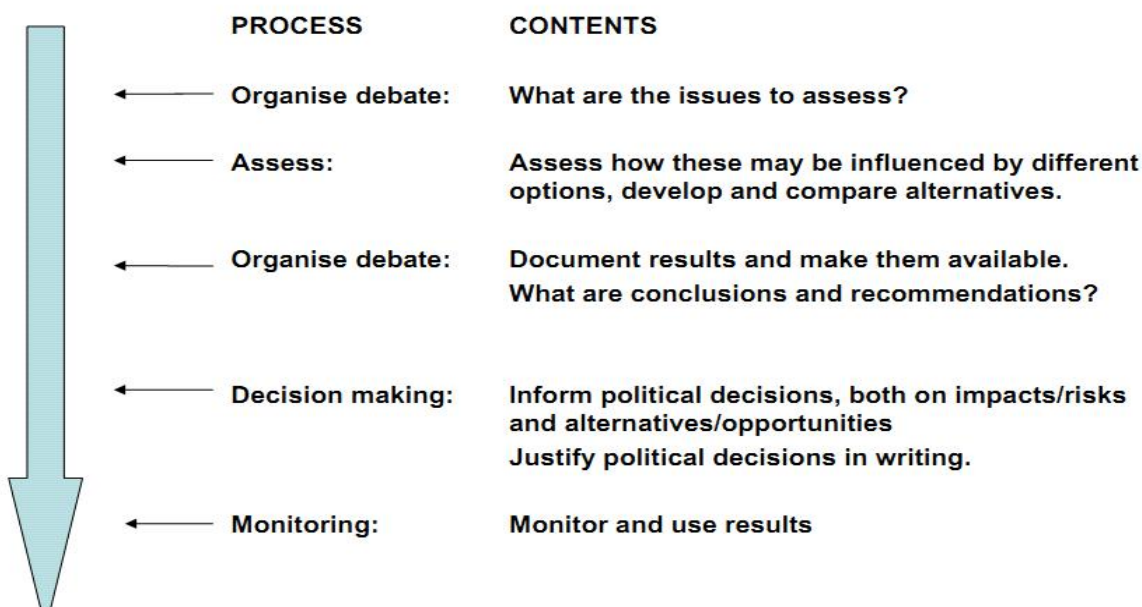 PROCESS CONTENTS
Organise debate: What are the issues to assess?
Assess: Assess how these may be influenced by different
options, develop and compare alternatives.
Organise debate: Document results and make them available.
What are conclusions and recommendations?
Decision making: Inform political decisions, both on impacts/risks
and alternatives/opportunities
Justify political decisions in writing.
Monitoring: Monitor and use results